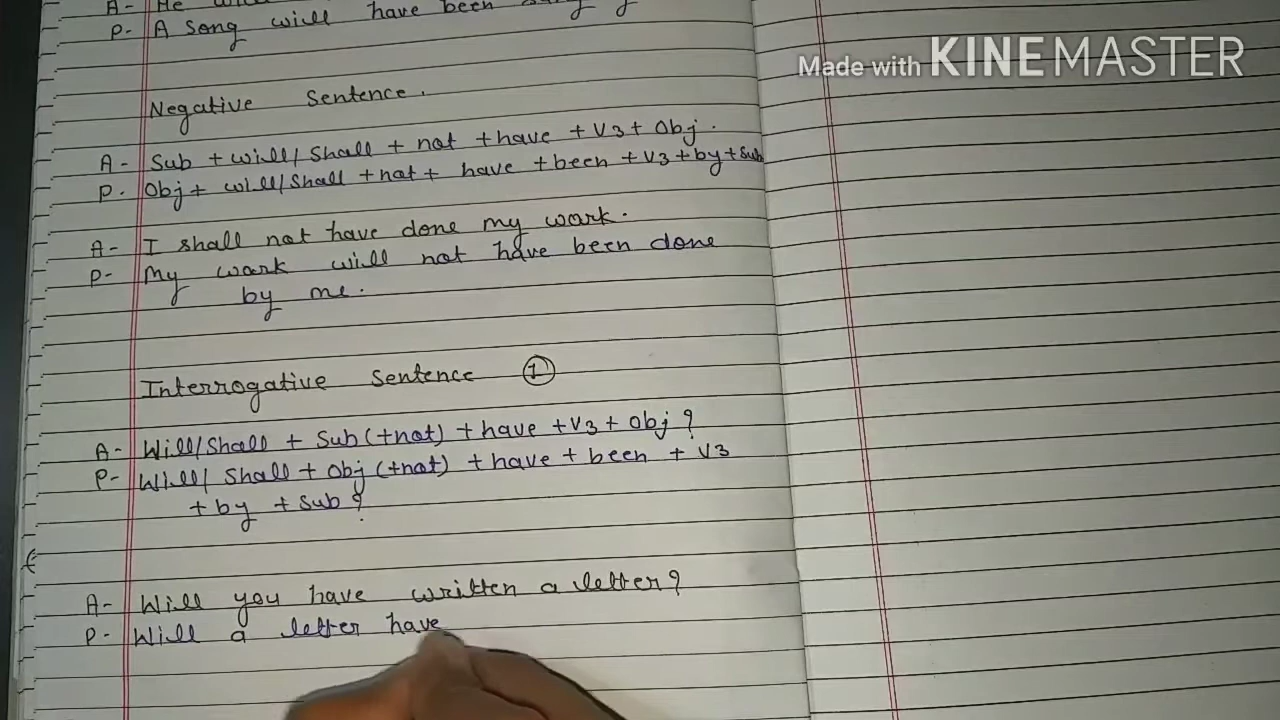 A- He
P- A song will have been
Made with KINEMASTER
Negative Sentence.
A- Sub + will/Shall + not + have + V3 + Obj.
P. Obj + will/Shall + not + have + been + V3 + by + Sub
A- I shall not have done my work.
P- My work will not have been done
by me.
Interrogative Sentence 1
A- Will/Shall + Sub (+not) + have + V3 + Obj?
P- Will/ Shall + Obj (+not) + have + been + V3
+ by + Sub?
A- Will you have written a letter?
P- Will a letter have